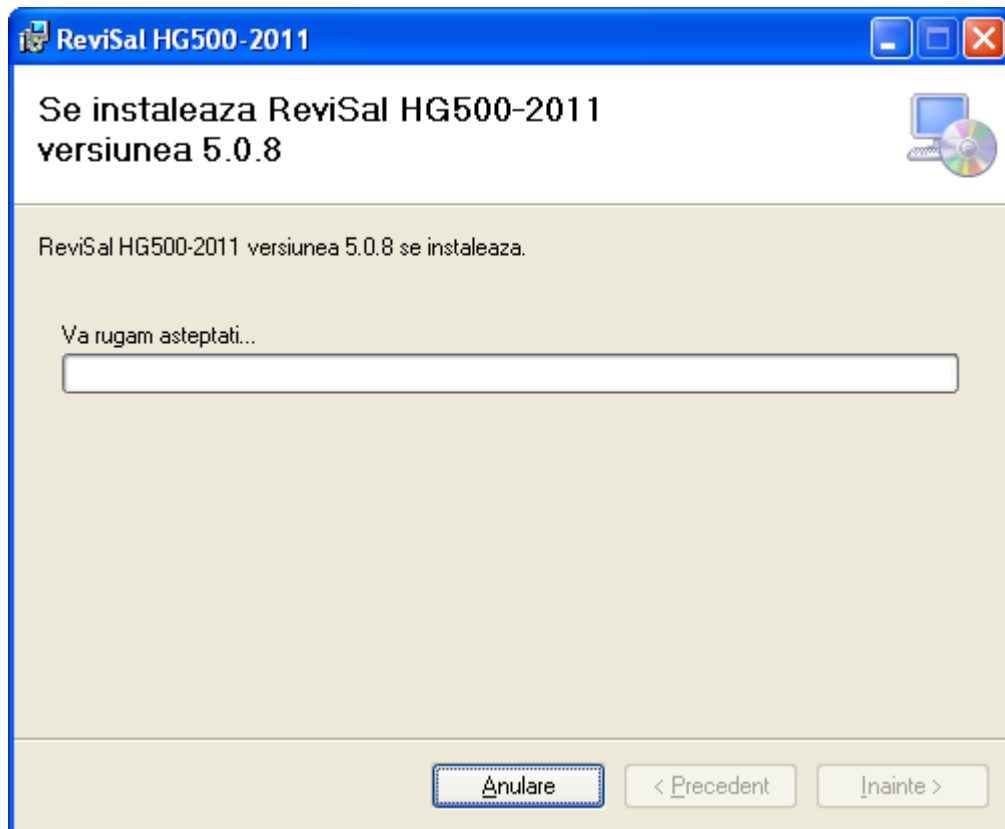 ReviSal HG500-2011
Se instaleaza ReviSal HG500-2011
versiunea 5.0.8
ReviSal HG500-2011 versiunea 5.0.8 se instaleaza.
Va rugam asteptati...
Anulare
< Precedent
Inainte >